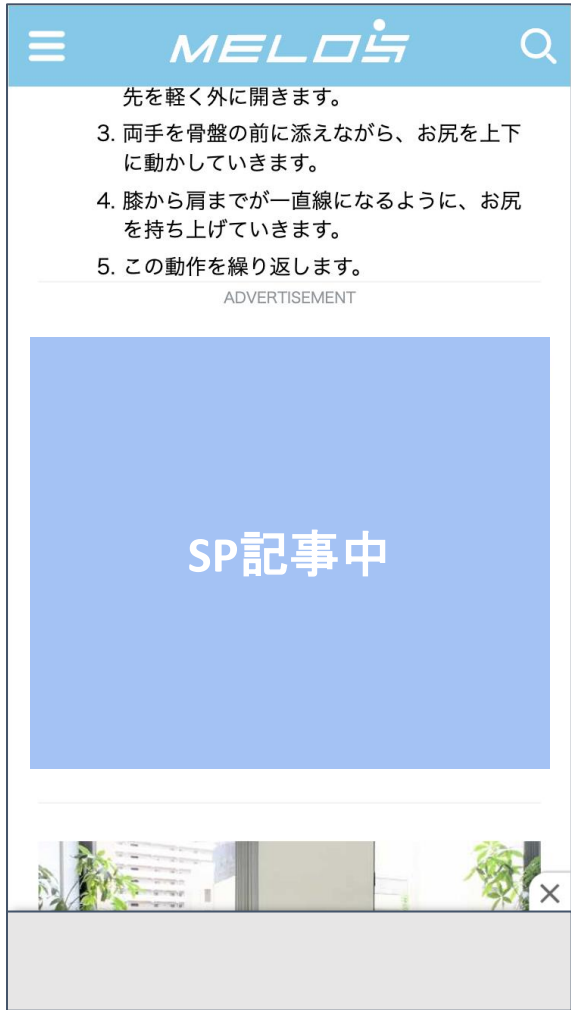 MELOS
先を軽く外に開きます。
3. 両手を骨盤の前に添えながら、お尻を上下
に動かしていきます。
4. 膝から肩までが一直線になるように、お尻
を持ち上げていきます。
5. この動作を繰り返します。
ADVERTISEMENT
SP記事中